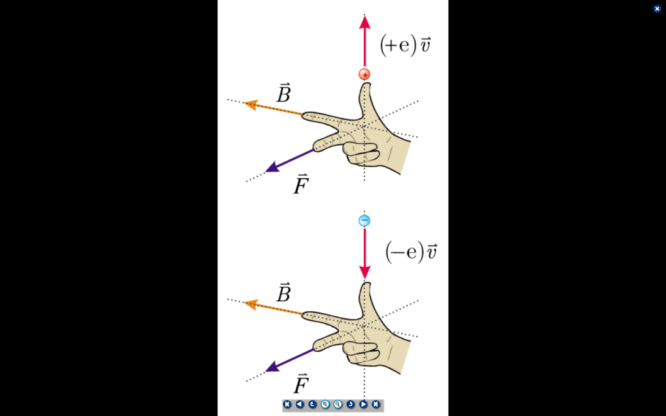 (+e) v⃗
B⃗
F⃗
(−e) v⃗
B⃗
F⃗